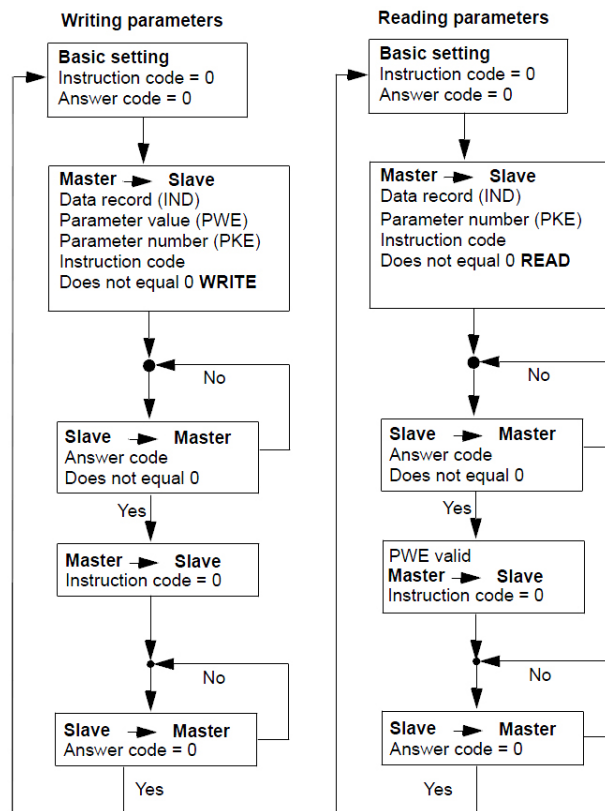 Writing parameters
Basic setting
Instruction code = 0
Answer code = 0
Master Slave
Data record (IND)
Parameter value (PWE)
Parameter number (PKE)
Instruction code
Does not equal 0 WRITE
No
Slave Master
Answer code
Does not equal 0
Yes
Master Slave
Instruction code = 0
No
Slave Master
Answer code = 0
Yes
Reading parameters
Basic setting
Instruction code = 0
Answer code = 0
Master Slave
Data record (IND)
Parameter number (PKE)
Instruction code
Does not equal 0 READ
No
Slave Master
Answer code
Does not equal 0
Yes
PWE valid
Master Slave
Instruction code = 0
No
Slave Master
Answer code = 0
Yes